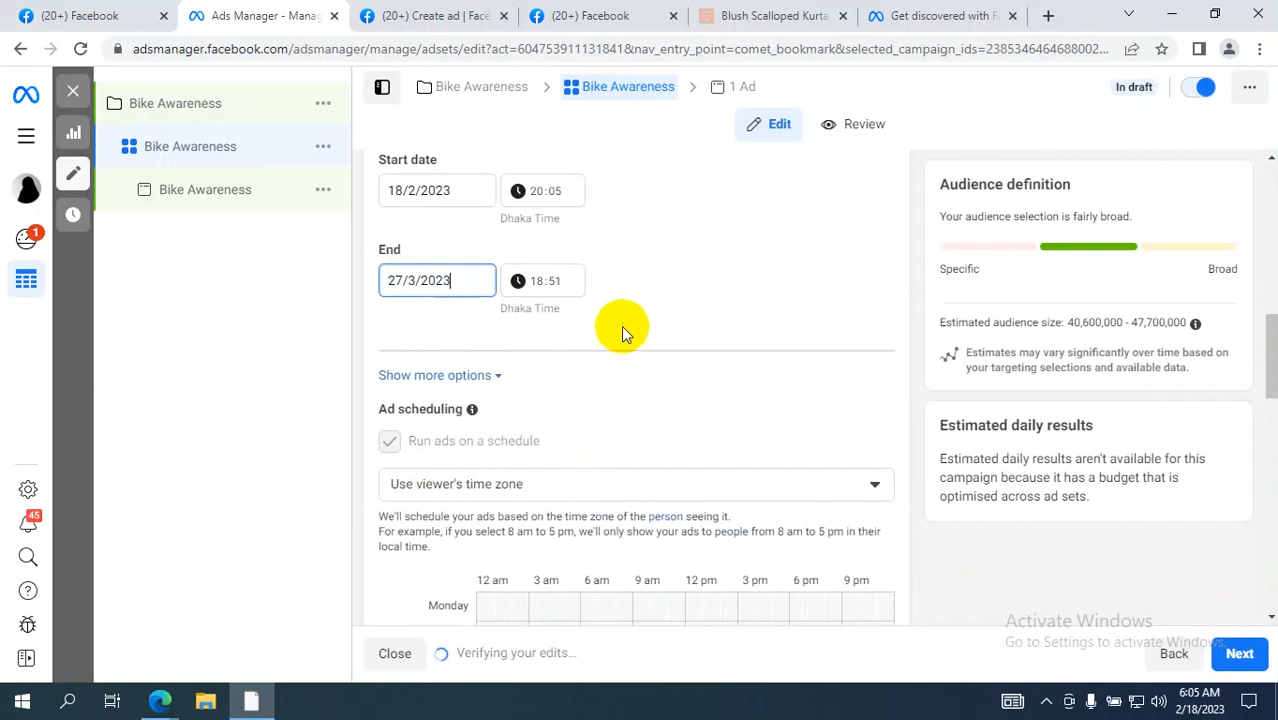 (20+) Facebook
Ads Manager - Manag
(20+) Create ad | Face
(20+) Facebook
Blush Scalloped Kurta
Get discovered with FA
adsmanager.facebook.com/adsmanager/manage/adsets/edit?act=604753911131841&nav_entry_point=comet_bookmark&selected_campaign_ids=2385346464688002...
Bike Awareness
Bike Awareness
1 Ad
In draft
Bike Awareness
Bike Awareness
Bike Awareness
Edit
Review
Start date
18/2/2023
20:05
Dhaka Time
End
27/3/2023
18:51
Dhaka Time
Show more options
Ad scheduling
Run ads on a schedule
Use viewer's time zone
We'll schedule your ads based on the time zone of the person seeing it.
For example, if you select 8 am to 5 pm, we'll only show your ads to people from 8 am to 5 pm in their
local time.
12 am 3 am 6 am 9 am 12 pm 3 pm 6 pm 9 pm
Monday
Audience definition
Your audience selection is fairly broad.
Specific
Broad
Estimated audience size: 40,600,000 - 47,700,000
Estimates may vary significantly over time based on
your targeting selections and available data.
Estimated daily results
Estimated daily results aren't available for this
campaign because it has a budget that is
optimised across ad sets.
Activate Windows
Go to Settings to activate Windows.
1
45
Close
Verifying your edits...
Back
Next
6:05 AM
2/18/2023